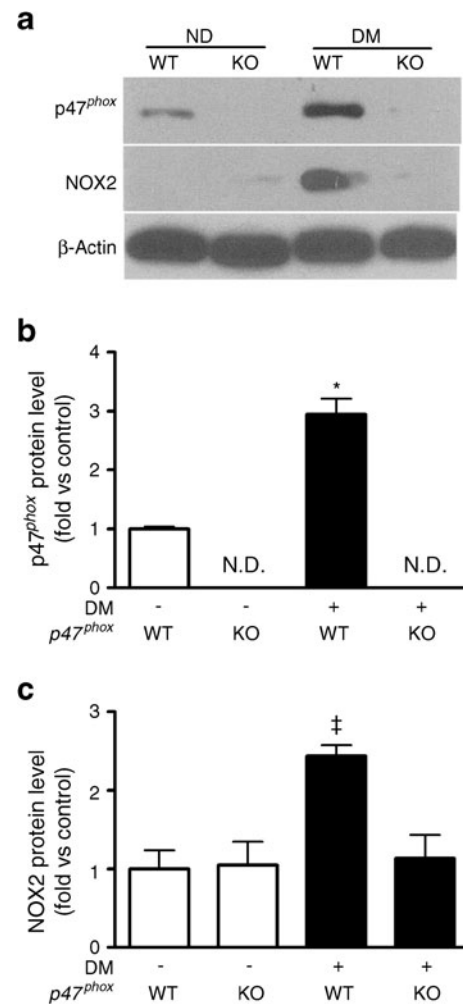 a
ND DM
WT KO WT KO
p47phox
NOX2
β-Actin
b
p47phox protein level
(fold vs control)
4
3
2
1
0
*
N.D. N.D.
DM - - + +
p47phox WT KO WT KO
c
NOX2 protein level
(fold vs control)
3
2
1
0
‡
DM - - + +
p47phox WT KO WT KO